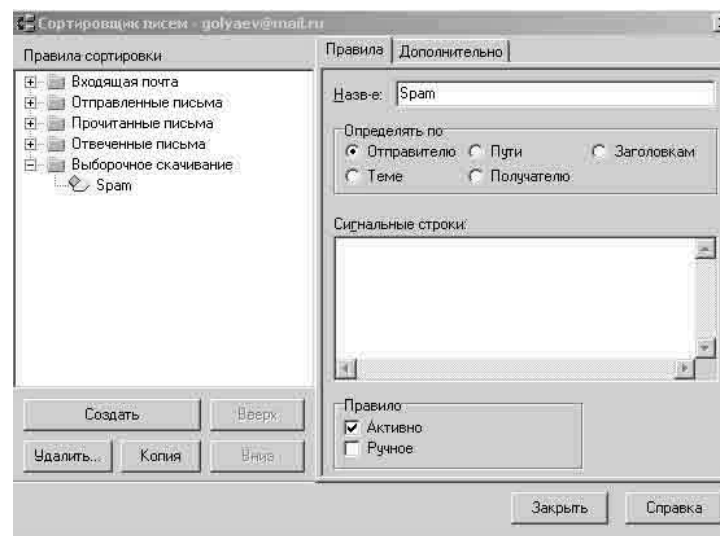 Сортировщик писем - golyaev@mail.ru
Правила сортировки
Входящая почта
Отправленные письма
Прочитанные письма
Отвеченные письма
Выборочное скачивание
Spam
Создать
Вверх
Удалить...
Копия
Вниз
Правила
Дополнительно
Назв-е:
Spam
Определять по
Отправителю
Пути
Заголовкам
Теме
Получателю
Сигнальные строки:
Правило
Активно
Ручное
Закрыть
Справка